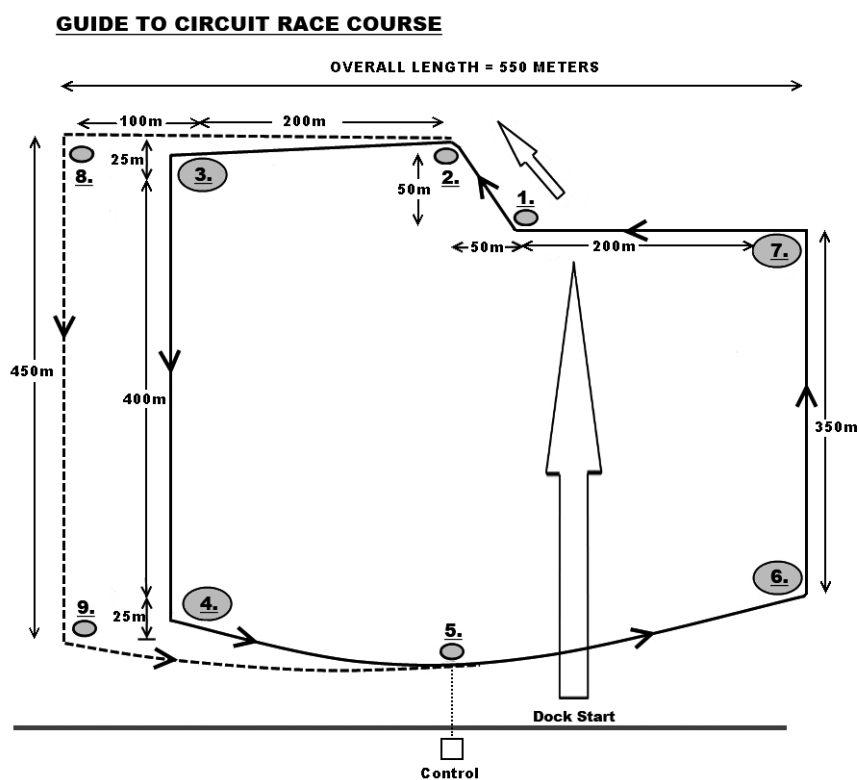 GUIDE TO CIRCUIT RACE COURSE
OVERALL LENGTH = 550 METERS
100m
200m
25m
8.
3.
2.
50m
1.
50m
200m
7.
450m
400m
350m
6.
4.
25m
9.
5.
Dock Start
Control